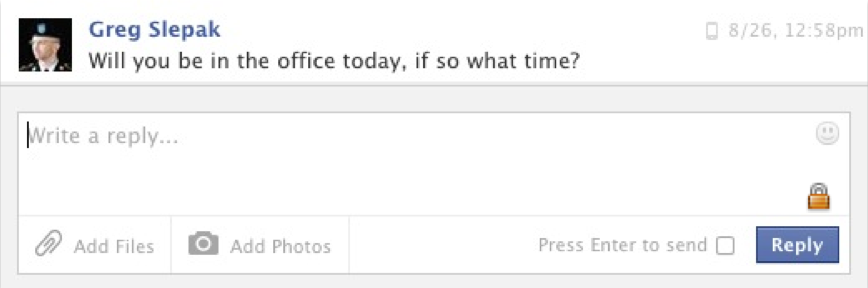 Greg Slepak
8/26, 12:58pm
Will you be in the office today, if so what time?
Write a reply...
Add Files
Add Photos
Press Enter to send
Reply